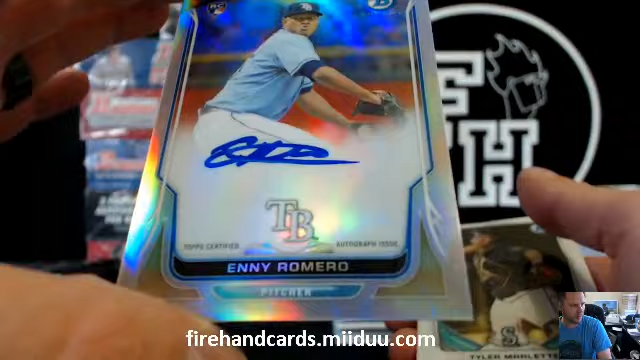 RC
B
F
FH
TB
TOPPS CERTIFIED
AUTOGRAPH ISSUE
ENNY ROMERO
PITCHER
S
TYLER MARLETTE
firehandcards.miiduu.com